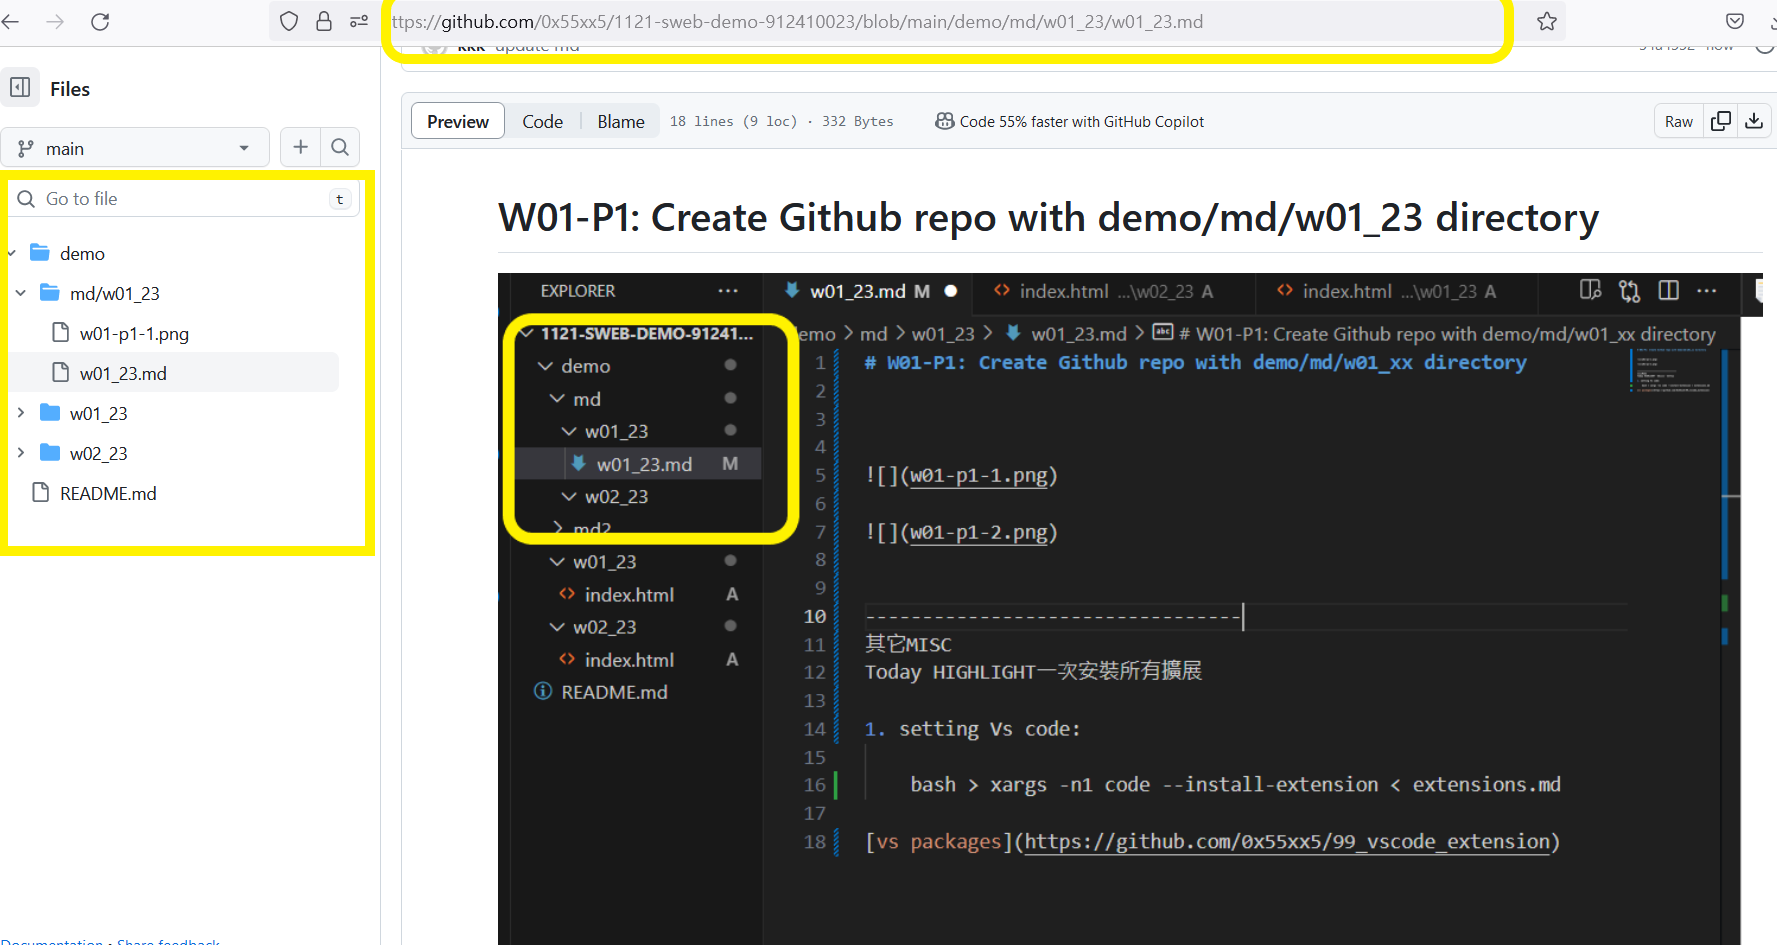 ttps://github.com/0x55xx5/1121-sweb-demo-912410023/blob/main/demo/md/w01_23/w01_23.md
kkk update md
Files
main
Go to file
t
demo
md/w01_23
w01-p1-1.png
w01_23.md
w01_23
w02_23
README.md
Documentation • Share feedback
Preview
Code
Blame
18 lines (9 loc) · 332 Bytes
Code 55% faster with GitHub Copilot
Raw
W01-P1: Create Github repo with demo/md/w01_23 directory
EXPLORER
1121-SWEB-DEMO-91241...
demo
md
w01_23
w01_23.md M
w02_23
md2
w01_23
index.html A
w02_23
index.html A
README.md
w01_23.md M
index.html ...\w02_23 A
index.html ...\w01_23 A
emo > md > w01_23 > w01_23.md > # W01-P1: Create Github repo with demo/md/w01_xx directory
1 # W01-P1: Create Github repo with demo/md/w01_xx directory
2
3
4
5 ![](w01-p1-1.png)
6
7 ![](w01-p1-2.png)
8
9
10 ---------------------------------
11 其它MISC
12 Today HIGHLIGHT一次安裝所有擴展
13
14 1. setting Vs code:
15
16 bash > xargs -n1 code --install-extension < extensions.md
17
18 [vs packages](https://github.com/0x55xx5/99_vscode_extension)